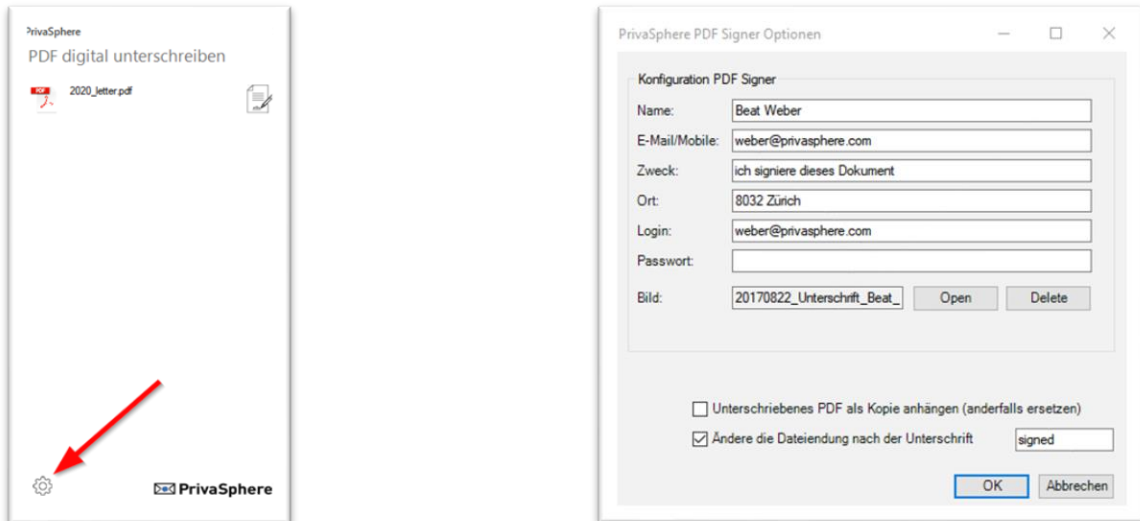 PrivaSphere
PDF digital unterschreiben
PDF
2020_letter.pdf
PrivaSphere
PrivaSphere PDF Signer Optionen
Konfiguration PDF Signer
Name: Beat Weber
E-Mail/Mobile: weber@privasphere.com
Zweck: ich signiere dieses Dokument
Ort: 8032 Zürich
Login: weber@privasphere.com
Passwort:
Bild: 20170822_Unterschrift_Beat_ Open Delete
Unterschriebenes PDF als Kopie anhängen (anderfalls ersetzen)
Ändere die Dateiendung nach der Unterschrift signed
OK Abbrechen